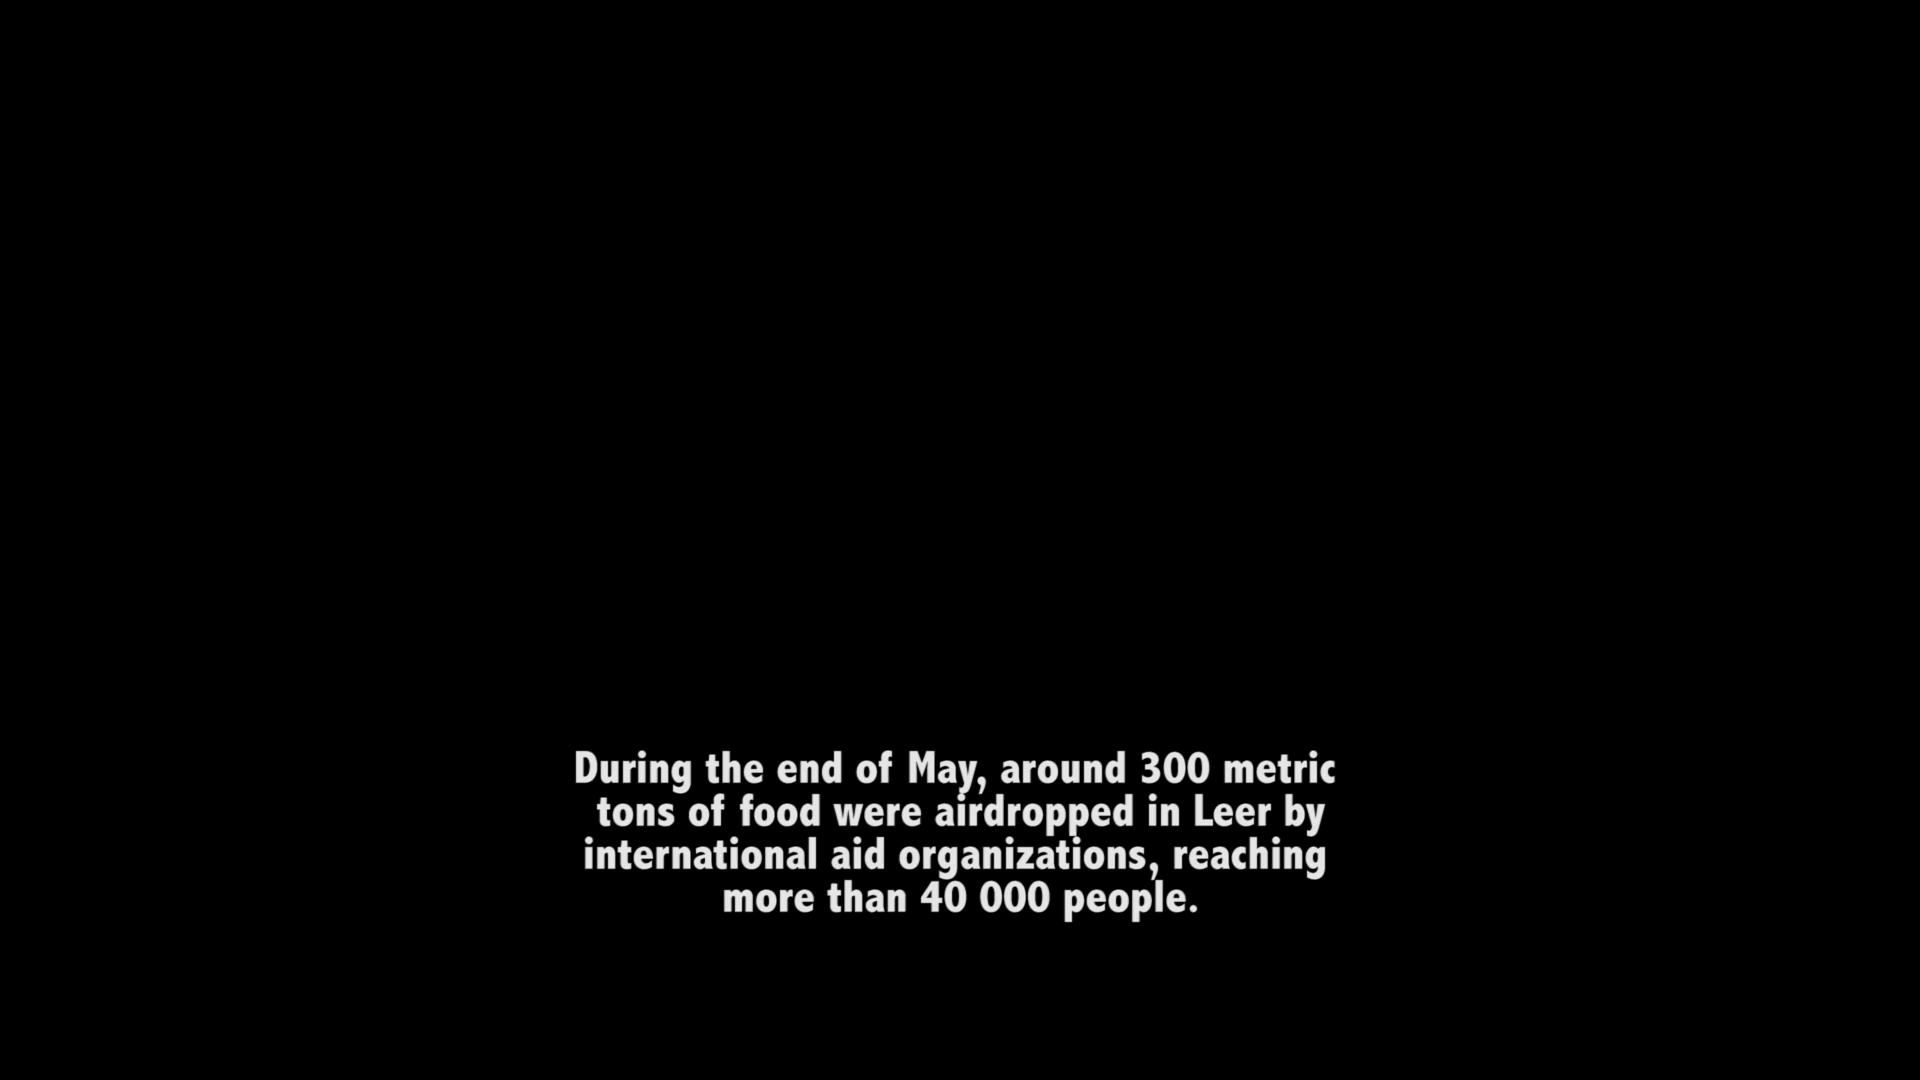 During the end of May, around 300 metric
tons of food were airdropped in Leer by
international aid organizations, reaching
more than 40 000 people.